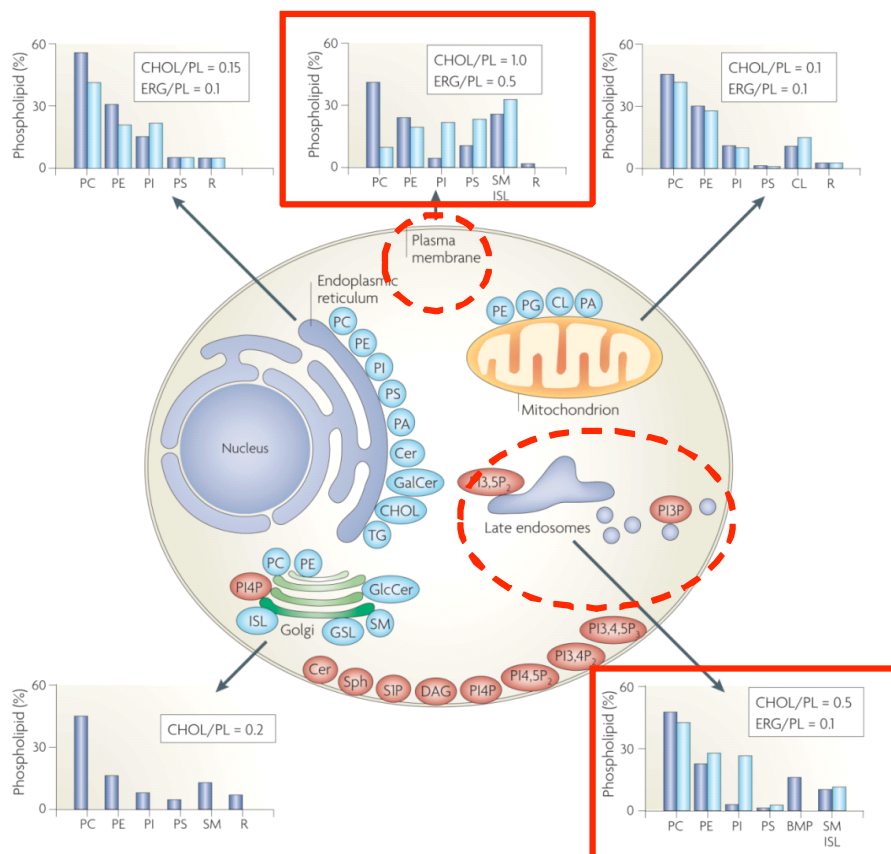 Phospholipid (%)
60
30
0
CHOL/PL = 0.15
ERG/PL = 0.1
PC PE PI PS R
Phospholipid (%)
60
30
0
CHOL/PL = 1.0
ERG/PL = 0.5
PC PE PI PS SM R
ISL
Phospholipid (%)
60
30
0
CHOL/PL = 0.1
ERG/PL = 0.1
PC PE PI PS CL R
Plasma
membrane
Endoplasmic
reticulum
PC
PE
PI
PS
PA
Cer
GalCer
CHOL
TG
Nucleus
PE PG CL PA
Mitochondrion
PI3,5P2
Late endosomes
PI3P
PC PE
PI4P
GlcCer
ISL
Golgi
GSL
SM
Cer
Sph
S1P
DAG
PI4P
PI4,5P2
PI3,4P2
PI3,4,5P3
Phospholipid (%)
60
30
0
CHOL/PL = 0.2
PC PE PI PS SM R
Phospholipid (%)
60
30
0
CHOL/PL = 0.5
ERG/PL = 0.1
PC PE PI PS BMP SM
ISL